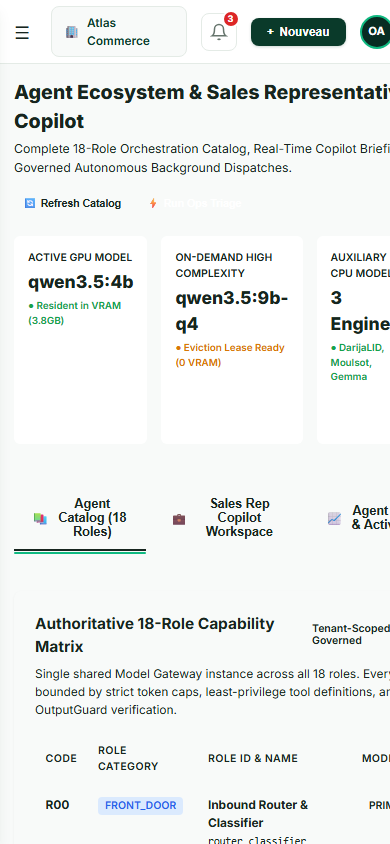 ☰ Atlas Commerce 3 + Nouveau OA
Agent Ecosystem & Sales Representativ
Copilot
Complete 18-Role Orchestration Catalog, Real-Time Copilot Briefi
Governed Autonomous Background Dispatches.
Refresh Catalog
ACTIVE GPU MODEL
qwen3.5:4b
● Resident in VRAM
(3.8GB)
ON-DEMAND HIGH
COMPLEXITY
qwen3.5:9b-
q4
● Eviction Lease Ready
(0 VRAM)
AUXILIARY
CPU MODEL
3
Engine
● DarijaLID,
Moulsot,
Gemma
Agent
Catalog (18
Roles)
Sales Rep
Copilot
Workspace
Agent
& Activ
Authoritative 18-Role Capability
Matrix
Tenant-Scoped
Governed
Single shared Model Gateway instance across all 18 roles. Every
bounded by strict token caps, least-privilege tool definitions, an
OutputGuard verification.
CODE ROLE CATEGORY ROLE ID & NAME MODE
R00 FRONT_DOOR Inbound Router & PRIM
Classifier
router_classifier